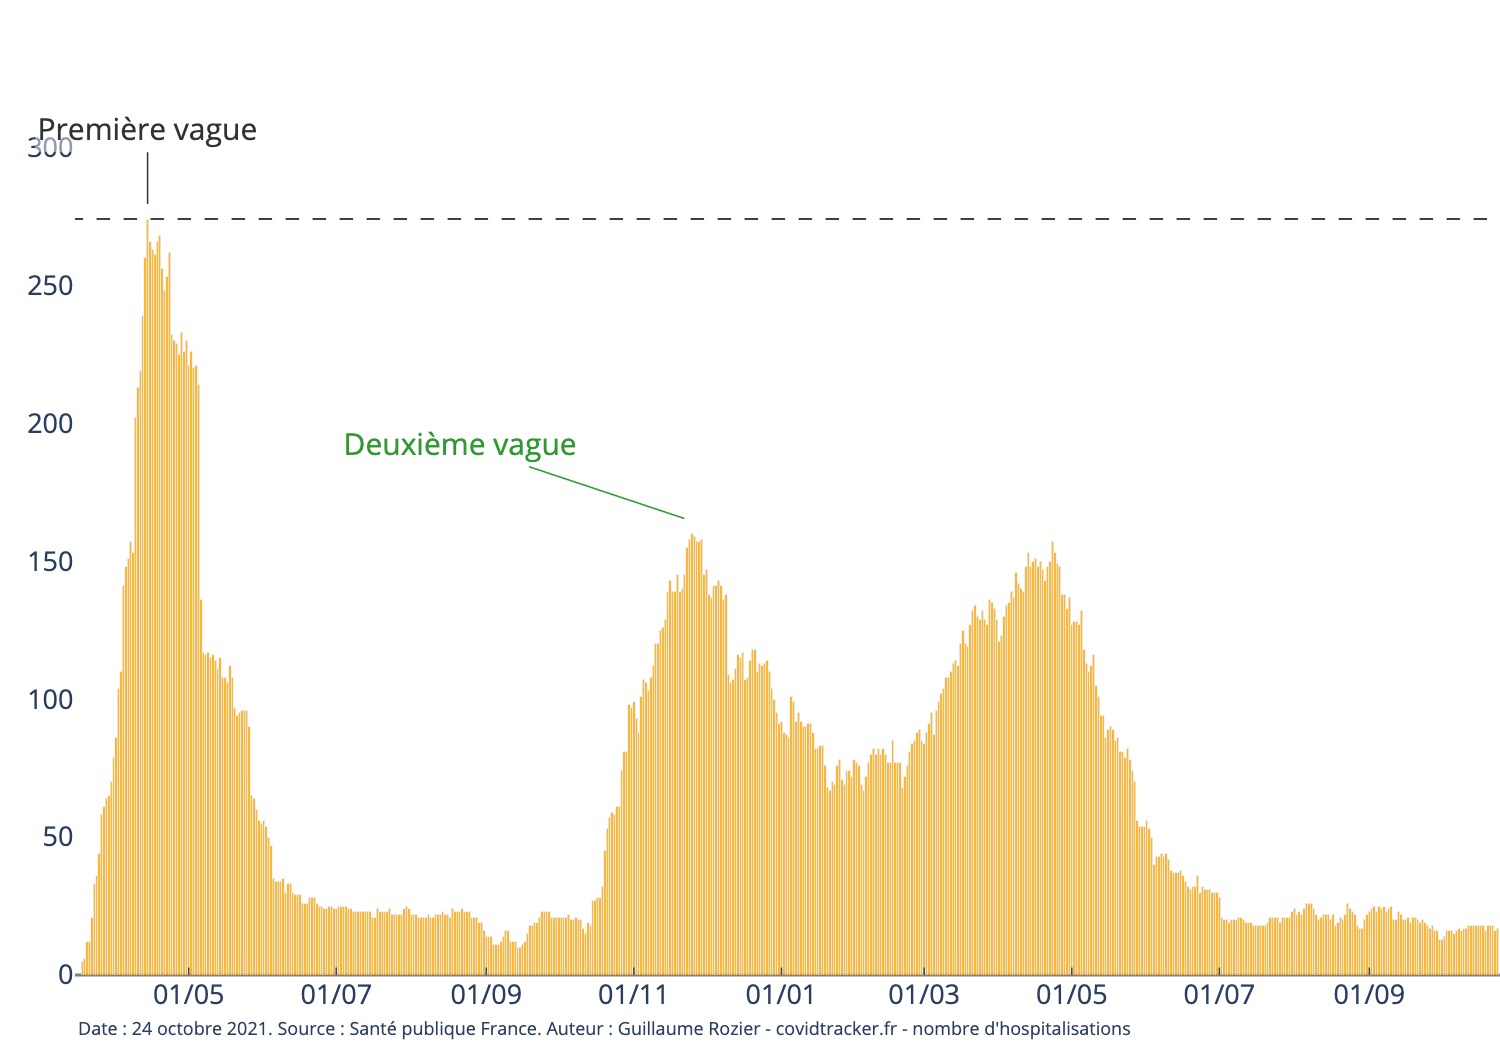 Première vague
300
250
200
Deuxième vague
150
100
50
0
01/05 01/07 01/09 01/11 01/01 01/03 01/05 01/07 01/09
Date : 24 octobre 2021. Source : Santé publique France. Auteur : Guillaume Rozier - covidtracker.fr - nombre d'hospitalisations